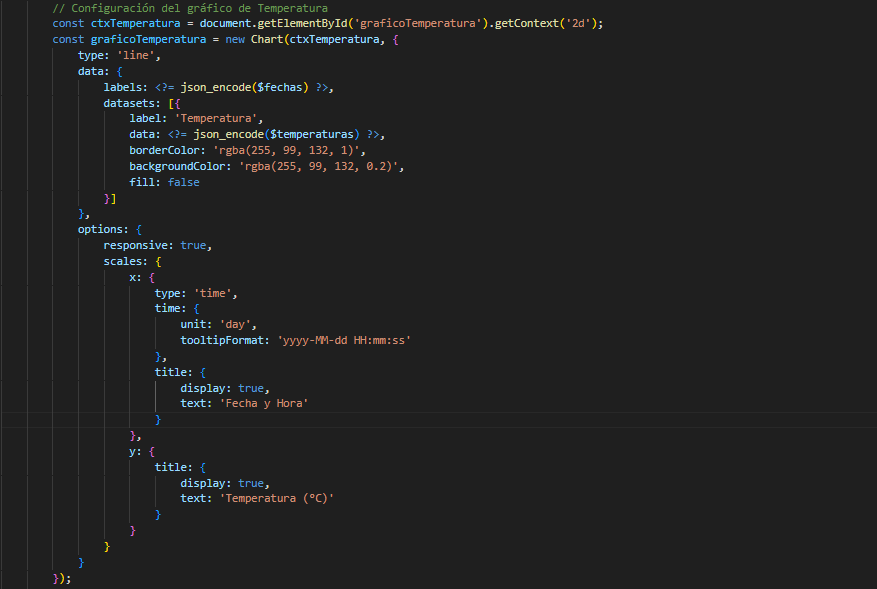 // Configuración del gráfico de Temperatura
const ctxTemperatura = document.getElementById('graficoTemperatura').getContext('2d');
const graficoTemperatura = new Chart(ctxTemperatura, {
    type: 'line',
    data: {
        labels: <?= json_encode($fechas) ?>,
        datasets: [{
            label: 'Temperatura',
            data: <?= json_encode($temperaturas) ?>,
            borderColor: 'rgba(255, 99, 132, 1)',
            backgroundColor: 'rgba(255, 99, 132, 0.2)',
            fill: false
        }]
    },
    options: {
        responsive: true,
        scales: {
            x: {
                type: 'time',
                time: {
                    unit: 'day',
                    tooltipFormat: 'yyyy-MM-dd HH:mm:ss'
                },
                title: {
                    display: true,
                    text: 'Fecha y Hora'
                }
            },
            y: {
                title: {
                    display: true,
                    text: 'Temperatura (°C)'
                }
            }
        }
    }
});